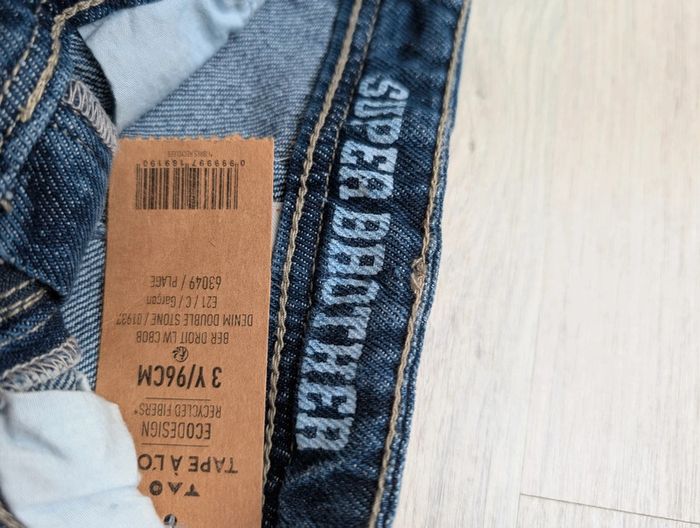 SUPER BROTHER
TAO
TAPE À L'O
ECODESIGN
RECYCLED FIBERS*
3 Y/96CM
BER DROIT LW CBOB
DENIM DOUBLE STONE / 01937
E21 / C / Garçon
63049 / PLAGE